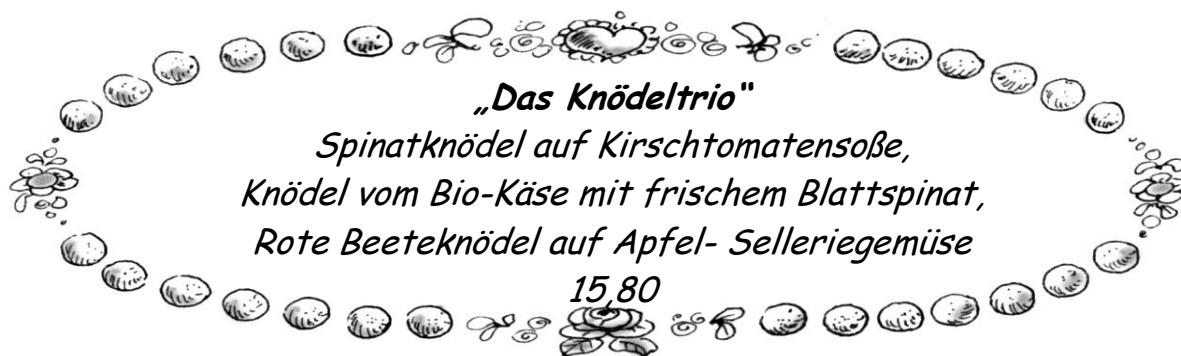 „Das Knödeltrio“
Spinatknödel auf Kirschtomatensoße,
Knödel vom Bio-Käse mit frischem Blattspinat,
Rote Beeteknödel auf Apfel- Selleriegemüse
15,80